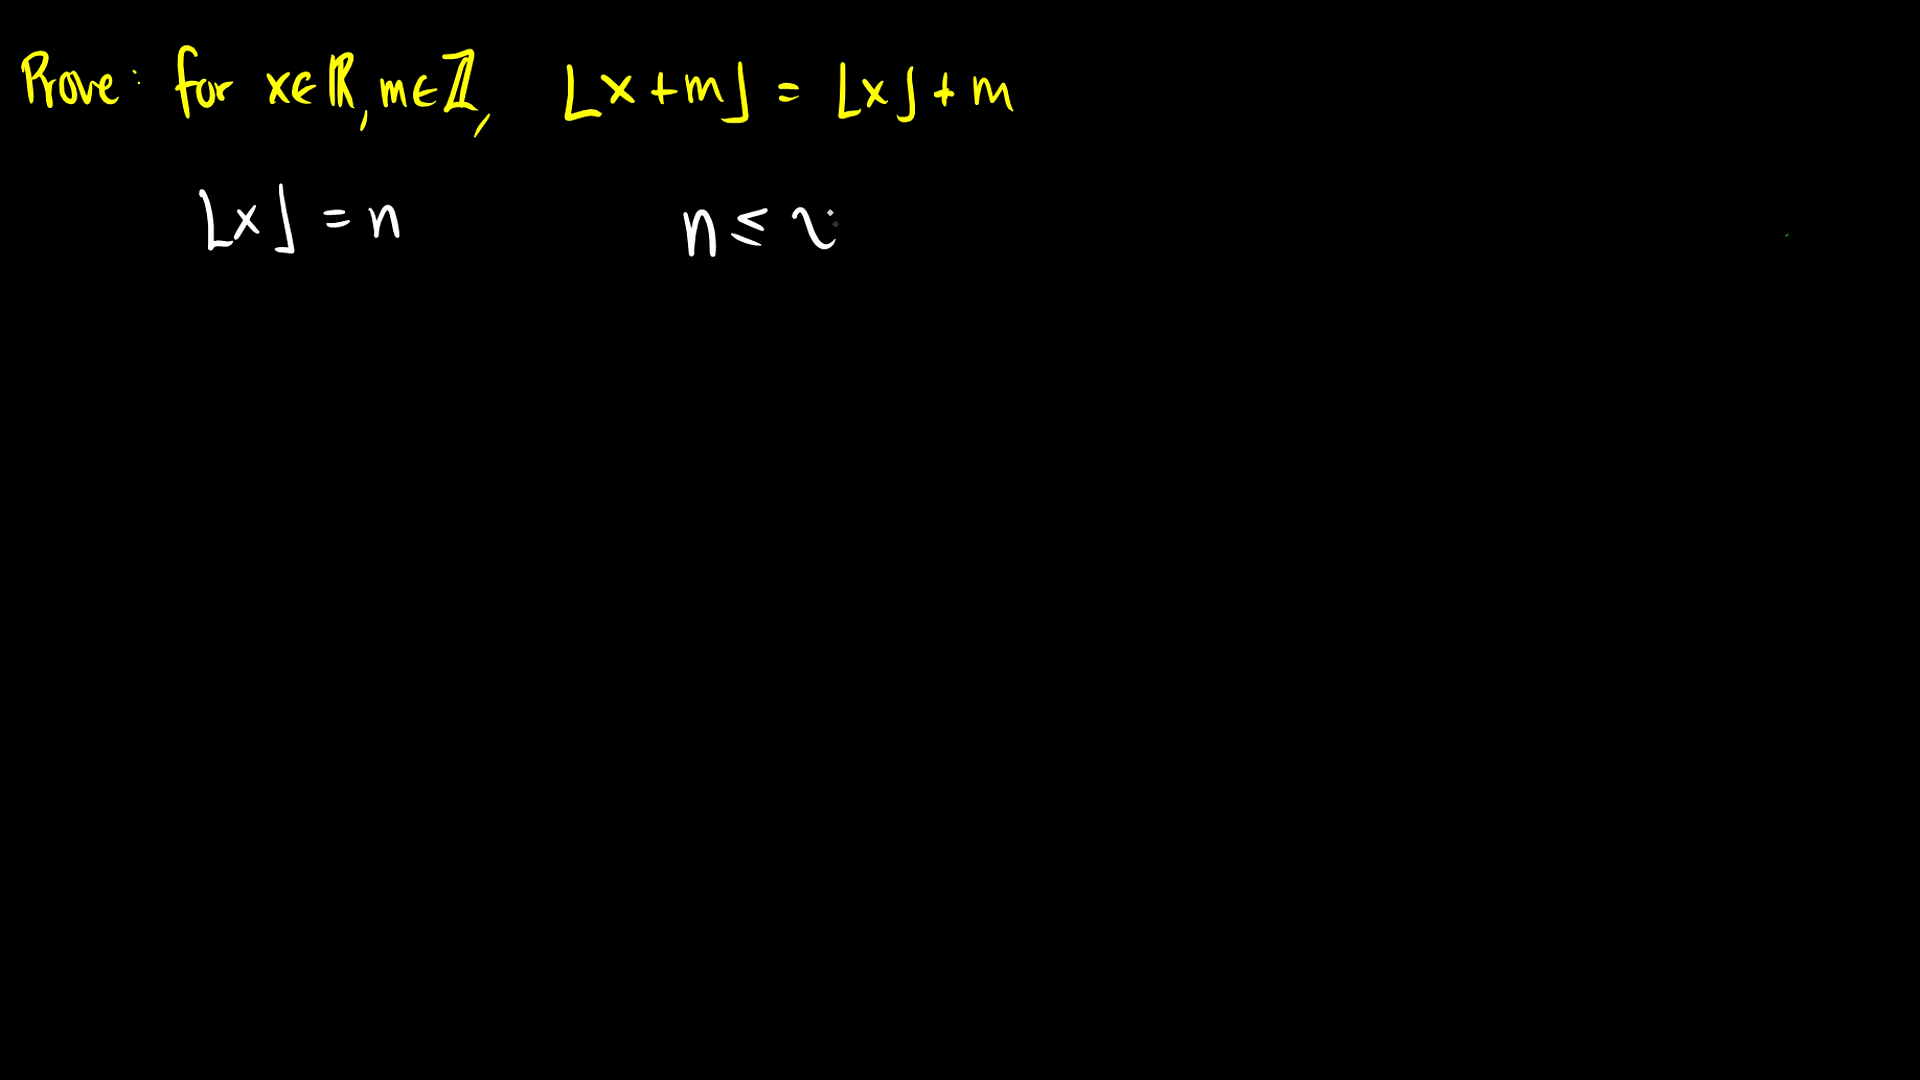 Prove: for x∈ℝ, m∈ℤ, ⌊x+m⌋ = ⌊x⌋+m
⌊x⌋ = n n ≤